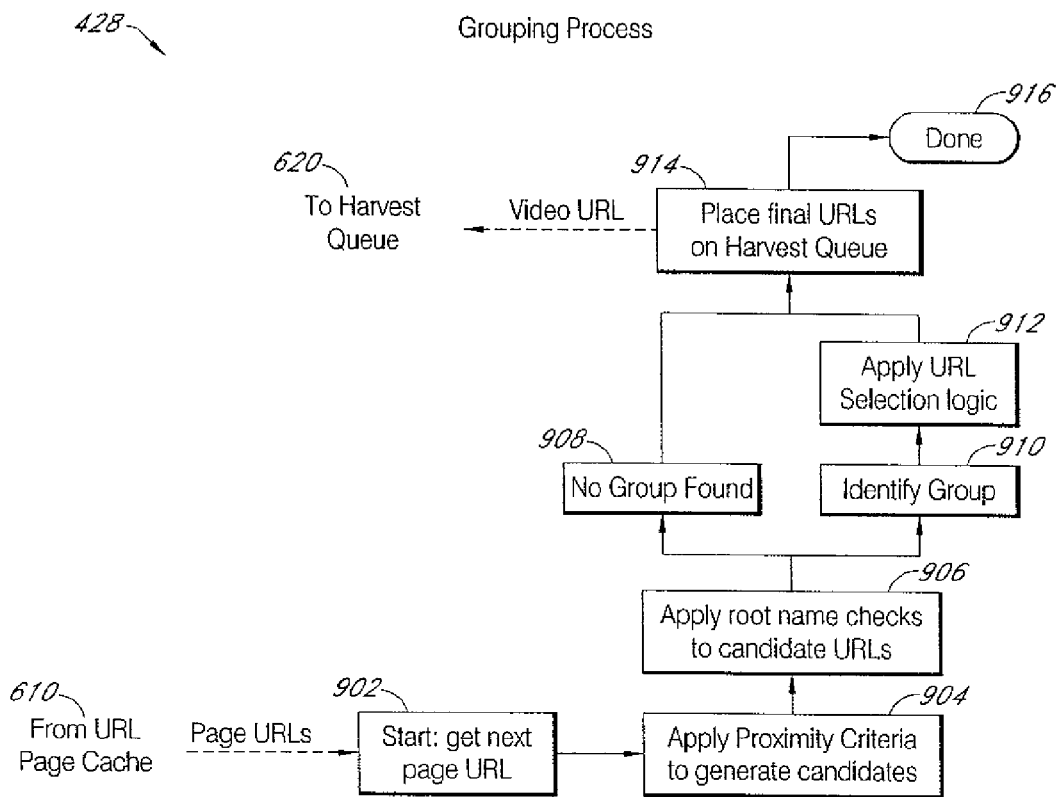 428
Grouping Process
916
Done
620
To Harvest
Queue
Video URL
914
Place final URLs
on Harvest Queue
912
Apply URL
Selection logic
908
No Group Found
910
Identify Group
906
Apply root name checks
to candidate URLs
610
From URL
Page Cache
Page URLs
902
Start: get next
page URL
904
Apply Proximity Criteria
to generate candidates